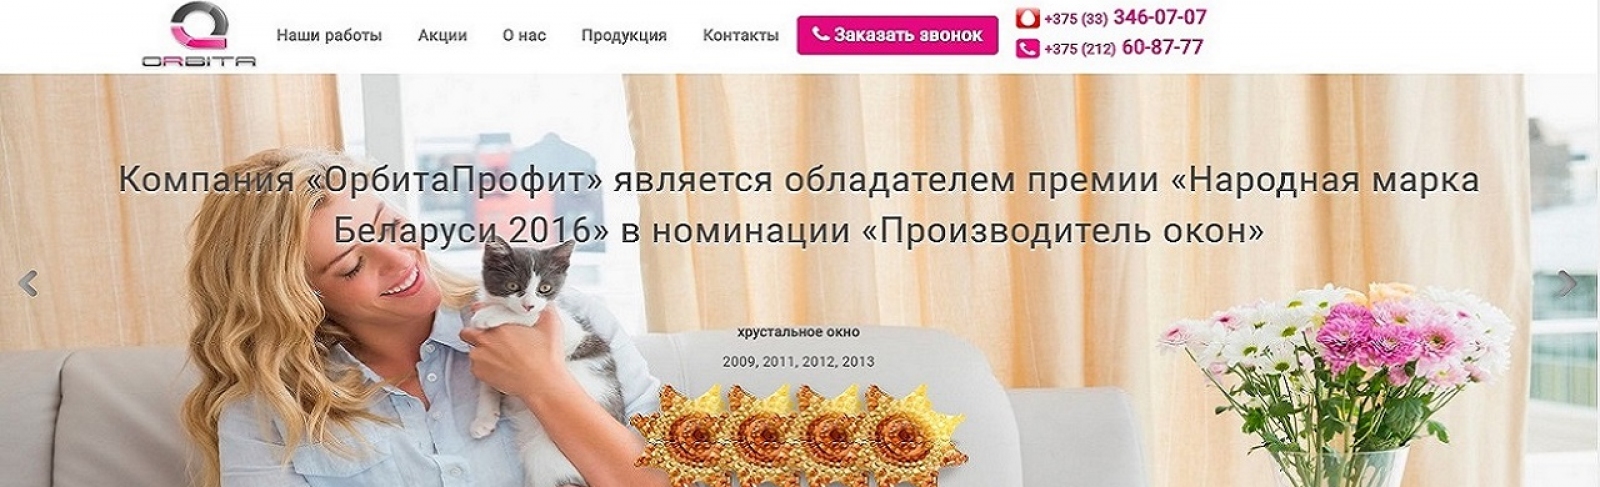 ORBITA
Наши работы Акции О нас Продукция Контакты Заказать звонок
+375 (33) 346-07-07
+375 (212) 60-87-77
Компания «ОрбитаПрофит» является обладателем премии «Народная марка
Беларуси 2016» в номинации «Производитель окон»
хрустальное окно
2009, 2011, 2012, 2013